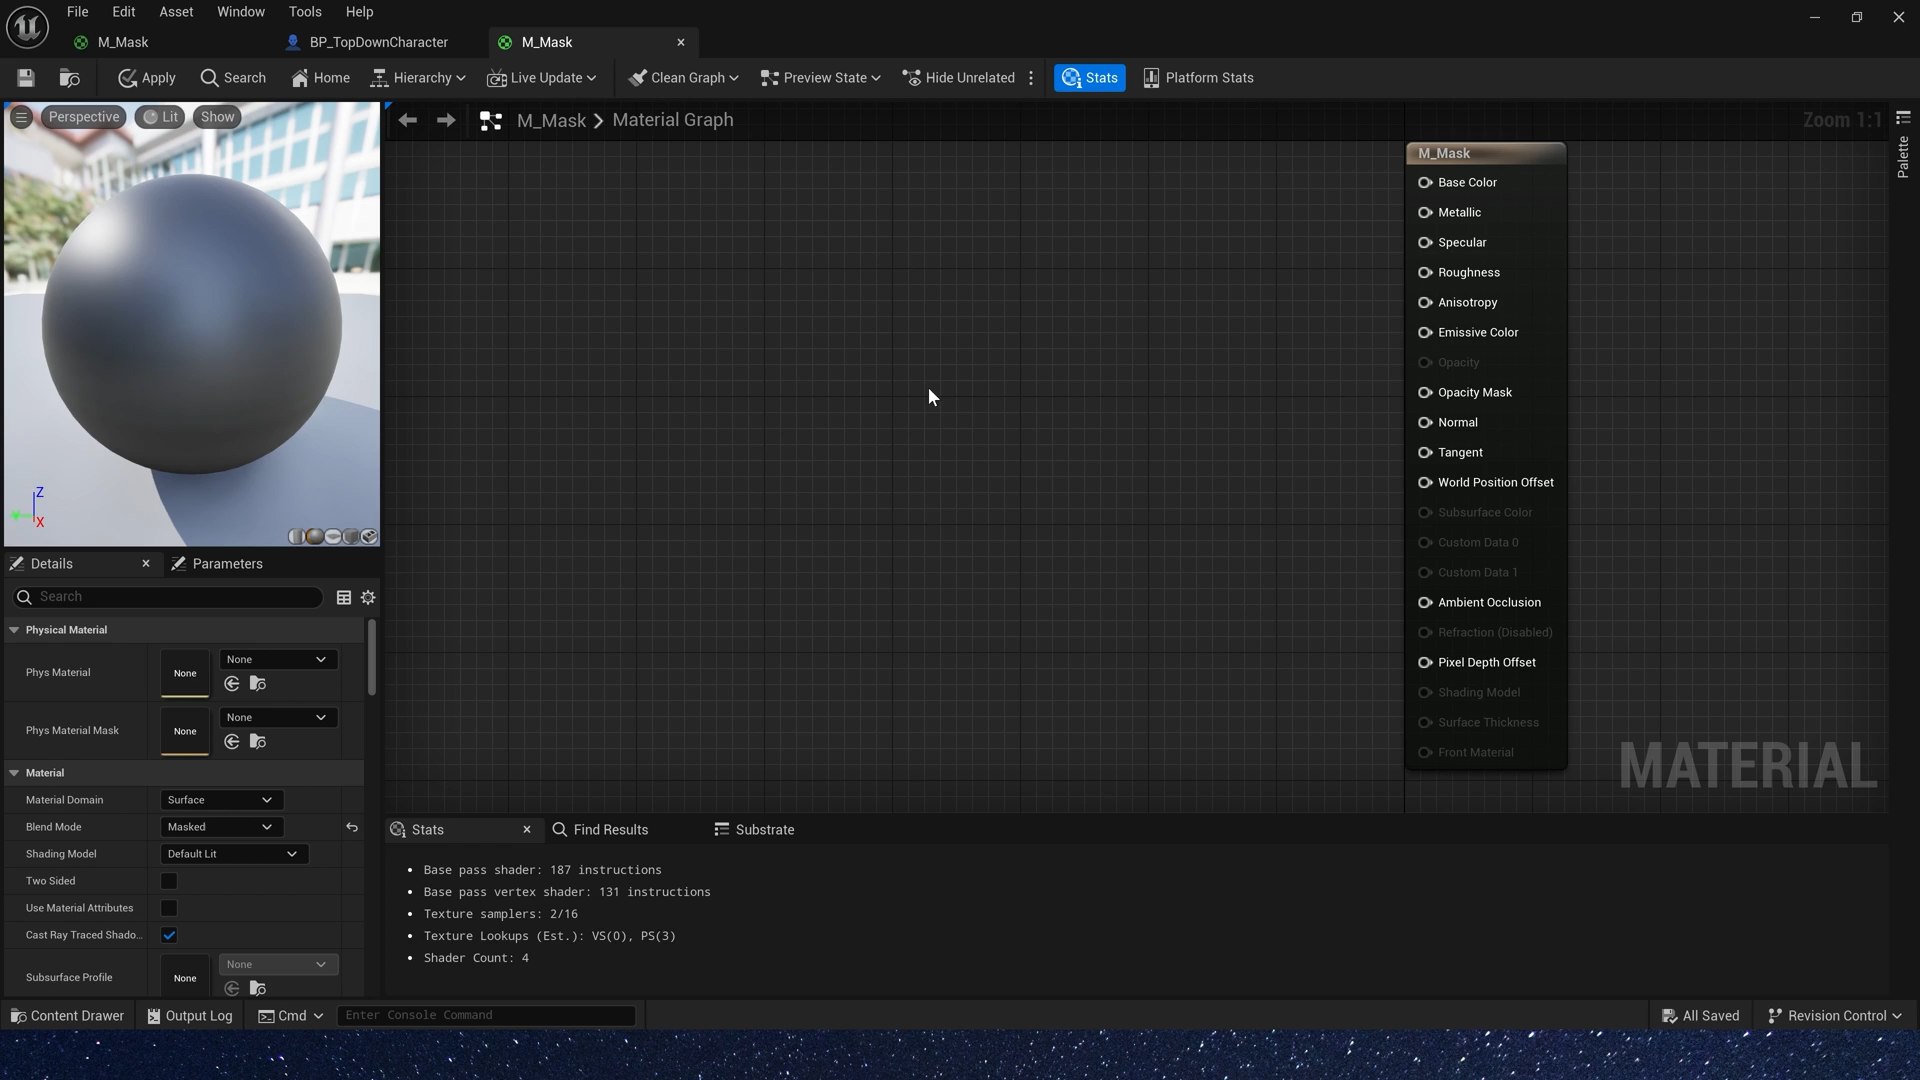 File Edit Asset Window Tools Help
M_Mask BP_TopDownCharacter M_Mask
Apply Search Home Hierarchy Live Update Clean Graph Preview State Hide Unrelated Stats Platform Stats
Perspective Lit Show
M_Mask > Material Graph
Zoom 1:1
Palette
M_Mask
Base Color
Metallic
Specular
Roughness
Anisotropy
Emissive Color
Opacity
Opacity Mask
Normal
Tangent
World Position Offset
Subsurface Color
Custom Data 0
Custom Data 1
Ambient Occlusion
Refraction (Disabled)
Pixel Depth Offset
Shading Model
Surface Thickness
Front Material
MATERIAL
Z
X
Details Parameters
Search
Physical Material
Phys Material None None
Phys Material Mask None None
Material
Material Domain Surface
Blend Mode Masked
Shading Model Default Lit
Two Sided
Use Material Attributes
Cast Ray Traced Shado...
Subsurface Profile None None
Stats Find Results Substrate
• Base pass shader: 187 instructions
• Base pass vertex shader: 131 instructions
• Texture samplers: 2/16
• Texture Lookups (Est.): VS(0), PS(3)
• Shader Count: 4
Content Drawer Output Log Cmd Enter Console Command All Saved Revision Control